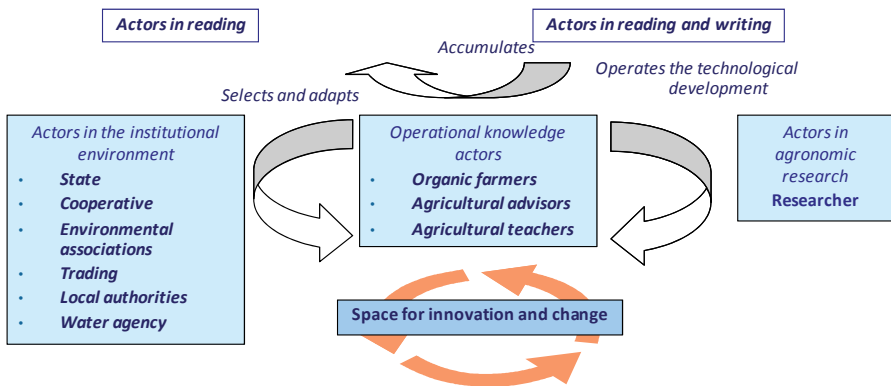 Actors in reading
Actors in reading and writing
Accumulates
Operates the technological
development
Selects and adapts
Actors in the institutional
environment
• State
• Cooperative
• Environmental
associations
• Trading
• Local authorities
• Water agency
Operational knowledge
actors
• Organic farmers
• Agricultural advisors
• Agricultural teachers
Actors in
agronomic
research
Researcher
Space for innovation and change